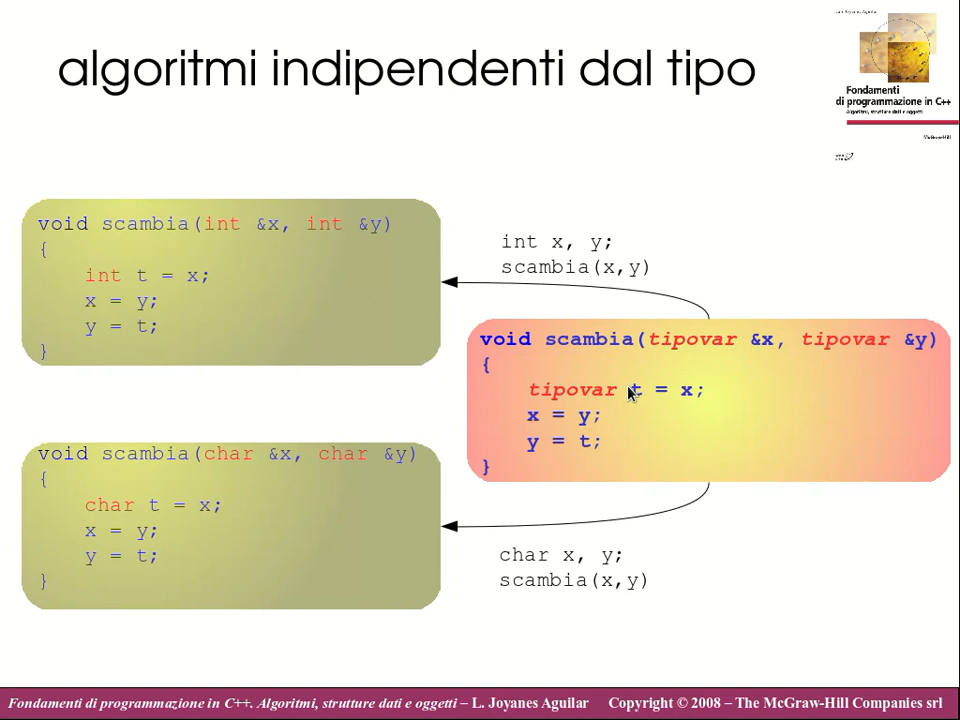 algoritmi indipendenti dal tipo
Fondamenti
di programmazione in C++
Algoritmi, strutture dati e oggetti
McGraw-Hill
void scambia(int &x, int &y)
{
int t = x;
x = y;
y = t;
}
int x, y;
scambia(x,y)
void scambia(tipovar &x, tipovar &y)
{
tipovar t = x;
x = y;
y = t;
}
void scambia(char &x, char &y)
{
char t = x;
x = y;
y = t;
}
char x, y;
scambia(x,y)
Fondamenti di programmazione in C++. Algoritmi, strutture dati e oggetti – L. Joyanes Aguilar Copyright © 2008 – The McGraw-Hill Companies srl